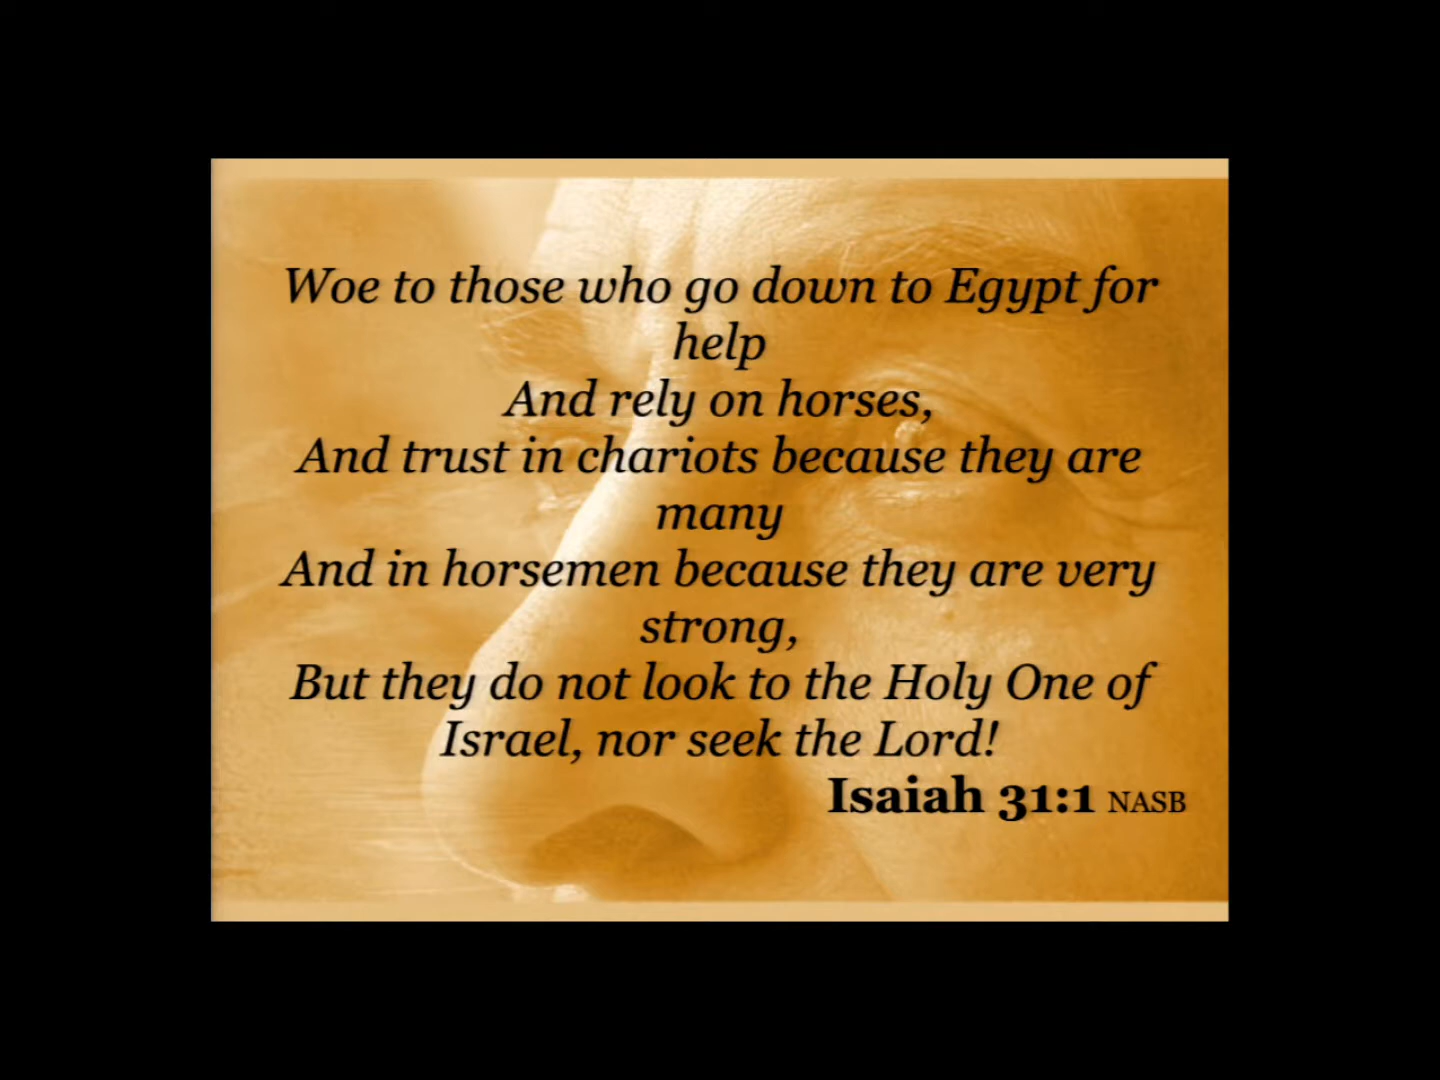 Woe to those who go down to Egypt for
help
And rely on horses,
And trust in chariots because they are
many
And in horsemen because they are very
strong,
But they do not look to the Holy One of
Israel, nor seek the Lord!
Isaiah 31:1 NASB